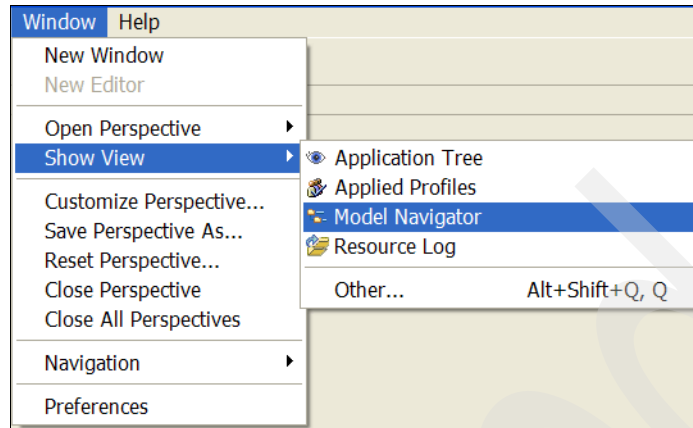 Window Help
New Window
New Editor
Open Perspective
Show View
Customize Perspective...
Save Perspective As...
Reset Perspective...
Close Perspective
Close All Perspectives
Navigation
Preferences
Application Tree
Applied Profiles
Model Navigator
Resource Log
Other... Alt+Shift+Q, Q